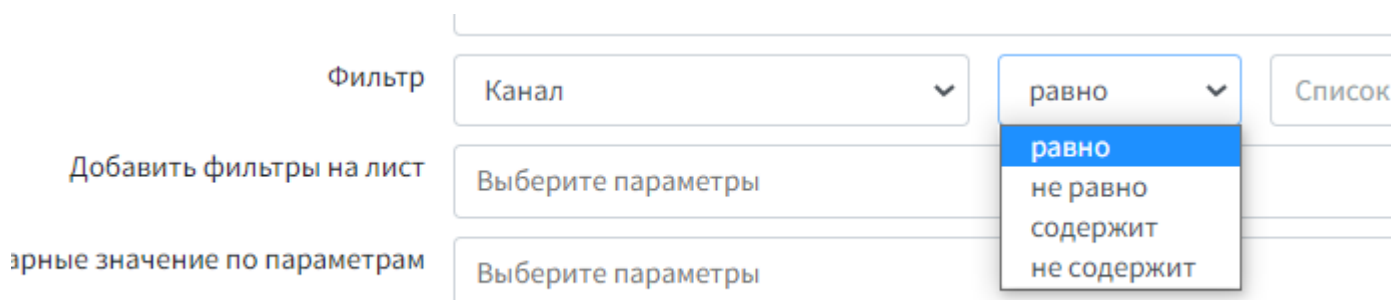 Фильтр
Канал
равно
Список
равно
не равно
содержит
не содержит
Добавить фильтры на лист
Выберите параметры
арные значение по параметрам
Выберите параметры